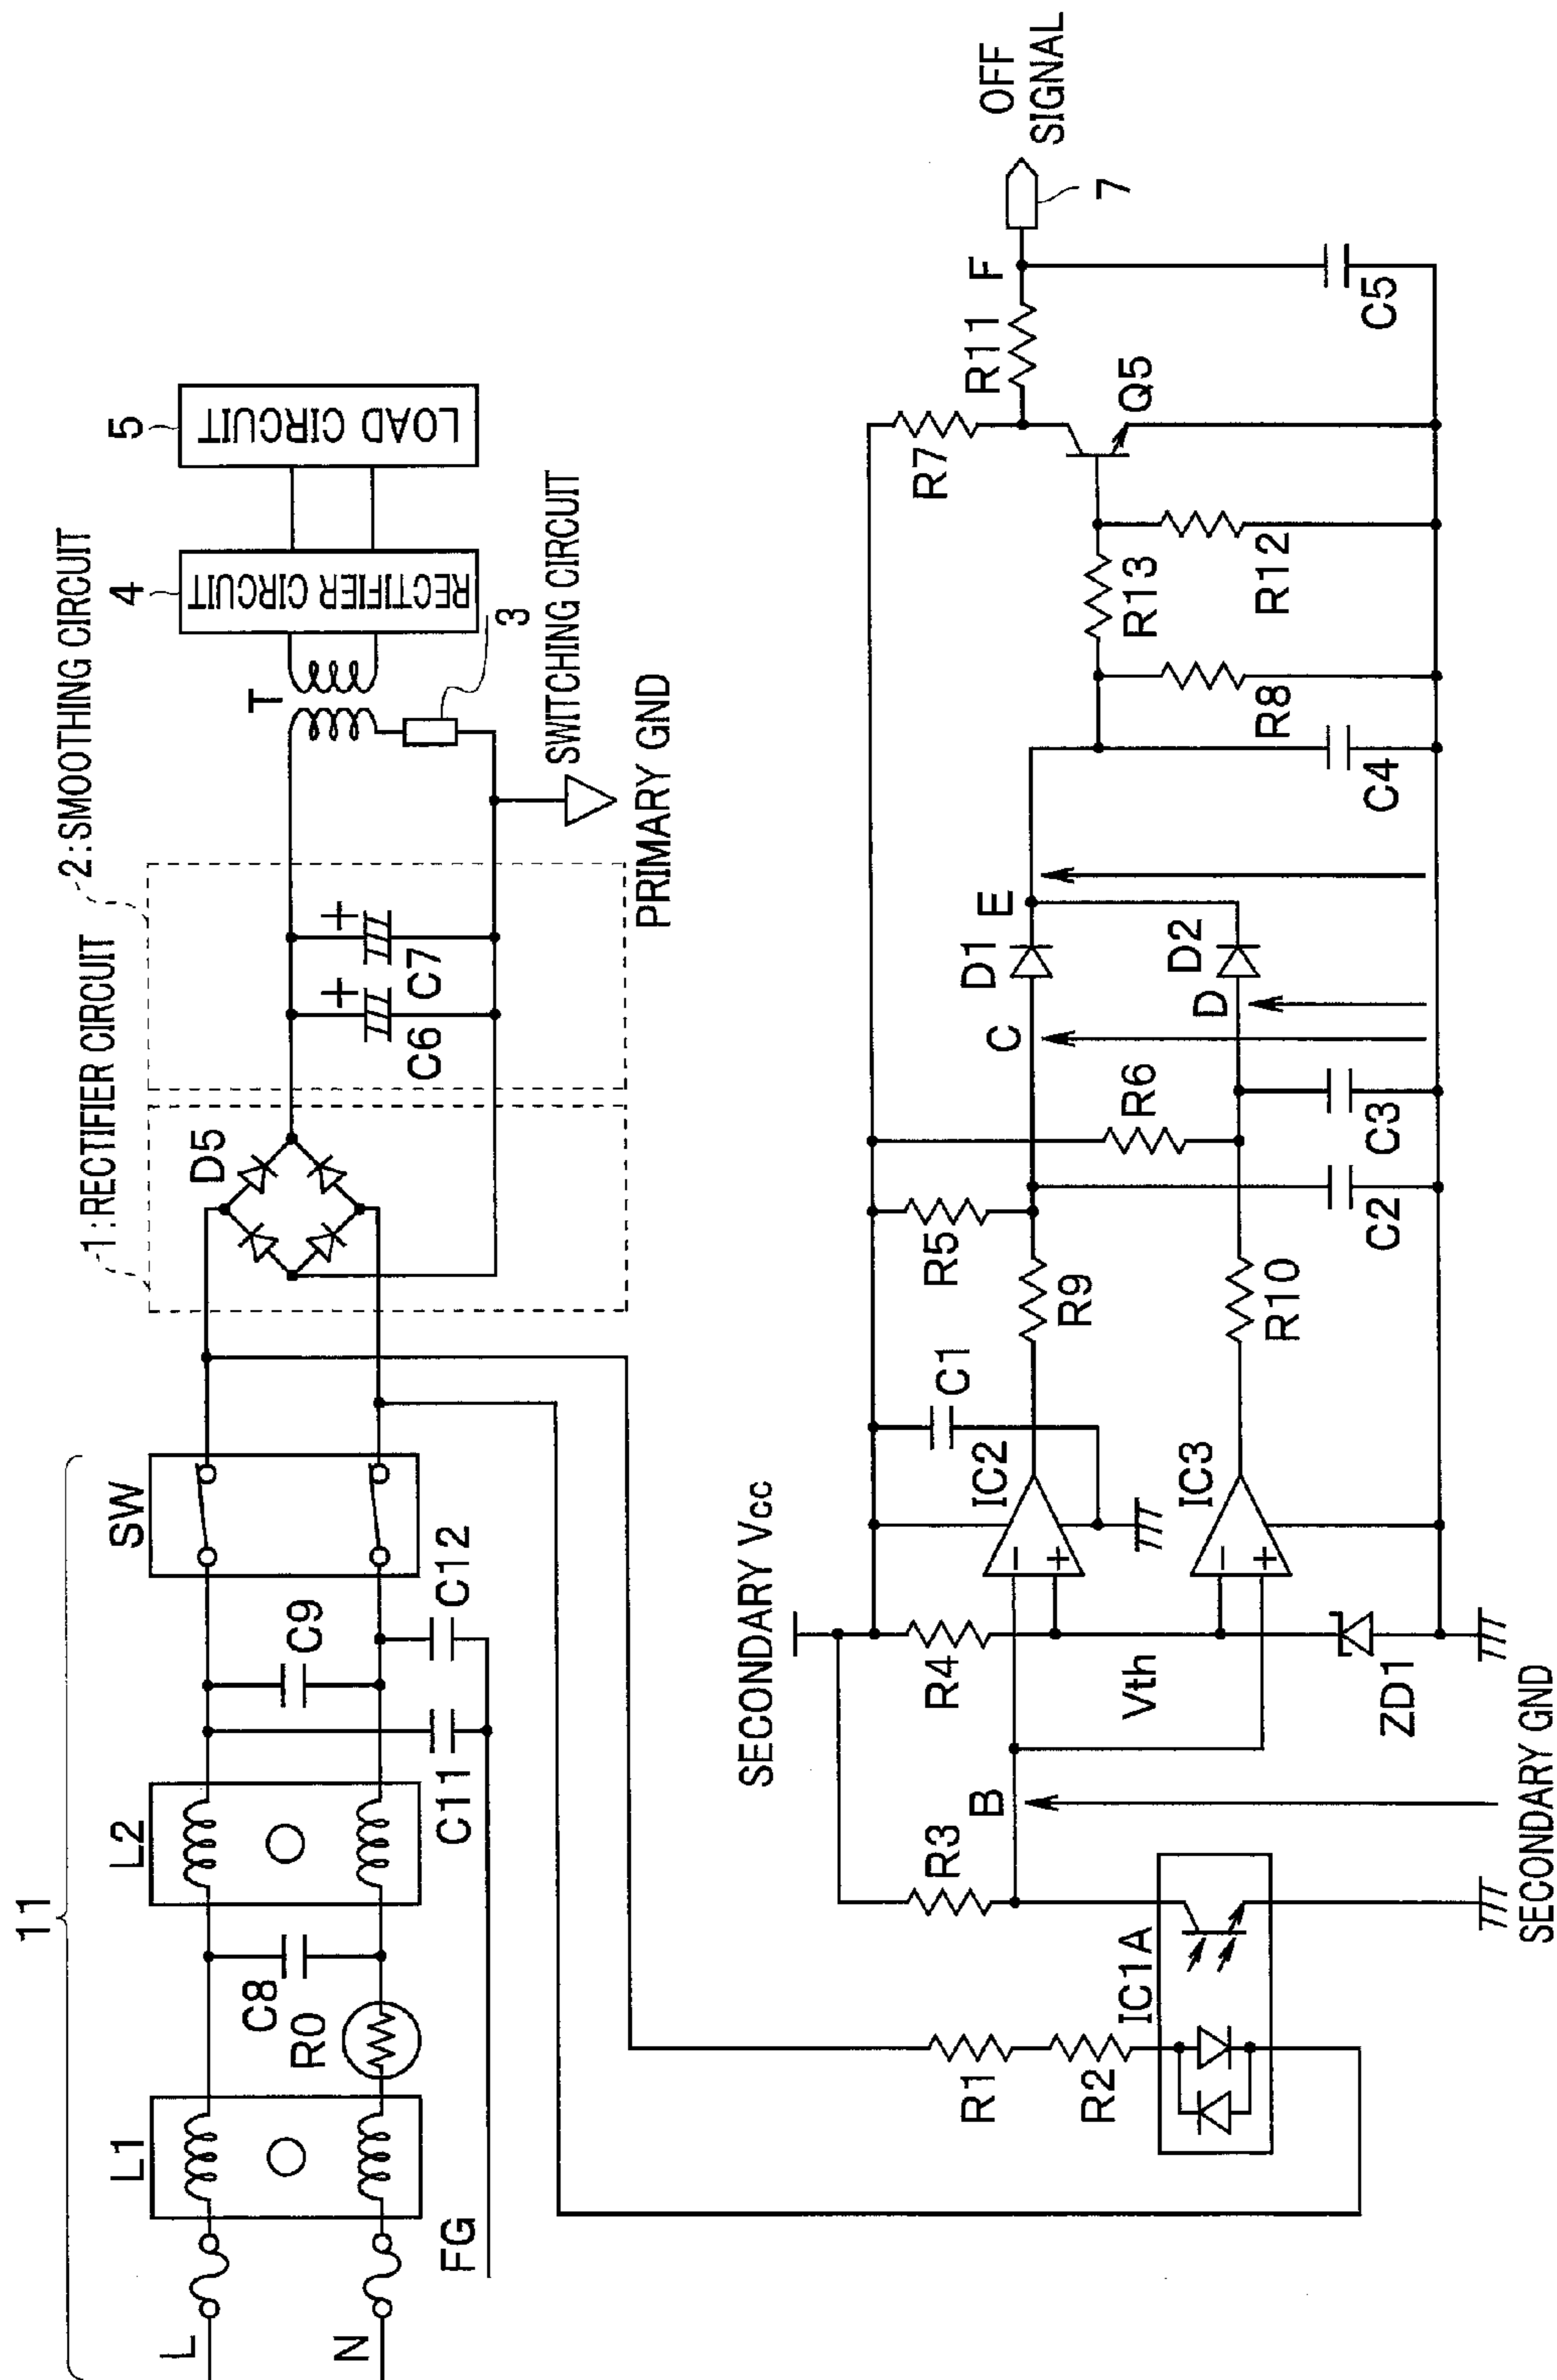 11
L
N
FG
L1
R0
C8
L2
C11
C9
C12
SW
1:RECTIFIER CIRCUIT
D5
2:SMOOTHING CIRCUIT
C6
+
C7
+
PRIMARY GND
T
3
SWITCHING CIRCUIT
4
RECTIFIER CIRCUIT
5
LOAD CIRCUIT
R1
R2
IC1A
R3
B
SECONDARY GND
SECONDARY Vcc
R4
Vth
ZD1
IC2
−
+
IC3
−
+
C1
R9
R10
R5
R6
C2
C3
C
D
D1
D2
E
C4
R8
R13
R12
R7
Q5
R11
F
C5
7
OFF
SIGNAL